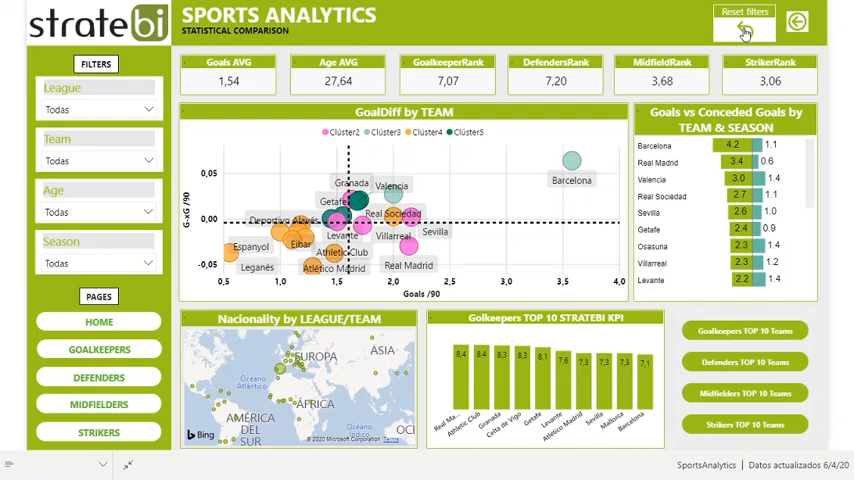 stratebi
SPORTS ANALYTICS
STATISTICAL COMPARISON
Reset filters
FILTERS
League
Todas
Team
Todas
Age
Todas
Season
Todas
PAGES
HOME
GOALKEEPERS
DEFENDERS
MIDFIELDERS
STRIKERS
Goals AVG
1,54
Age AVG
27,64
GoalkeeperRank
7,07
DefendersRank
7,20
MidfieldRank
3,68
StrikerRank
3,06
GoalDiff by TEAM
Clúster2 Clúster3 Clúster4 Clúster5
G-xG /90
0,05
0,00
-0,05
Granada
Valencia
Barcelona
Getafe
Deportivo Alavés
Real Sociedad
Levante
Villarreal
Sevilla
Espanyol
Eibar
Athletic Club
Leganés
Atlético Madrid
Real Madrid
0,5 1,0 1,5 2,0 2,5 3,0 3,5 4,0
Goals /90
Goals vs Conceded Goals by
TEAM & SEASON
Barcelona 4.2 1.1
Real Madrid 3.4 0.6
Valencia 3.0 1.4
Real Sociedad 2.7 1.1
Sevilla 2.6 1.0
Getafe 2.4 0.9
Osasuna 2.3 1.4
Villarreal 2.3 1.2
Levante 2.2 1.4
Nacionality by LEAGUE/TEAM
EUROPA
ASIA
Océano
Atlántico
ÁFRICA
AMÉRICA
DEL SUR
Océano
Índico
OCI
Bing
© 2020 Microsoft Corporation Terms
Golkeepers TOP 10 STRATEBI KPI
8,4 8,4 8,3 8,3 8,1 7,6 7,3 7,3 7,3 7,1
Real Ma...
Athletic Club
Granada
Celta de Vigo
Getafe
Levante
Atlético Madrid
Sevilla
Mallorca
Barcelona
Goalkeepers TOP 10 Teams
Defenders TOP 10 Teams
Midfielders TOP 10 Teams
Strikers TOP 10 Teams
SportsAnalytics | Datos actualizados 6/4/20